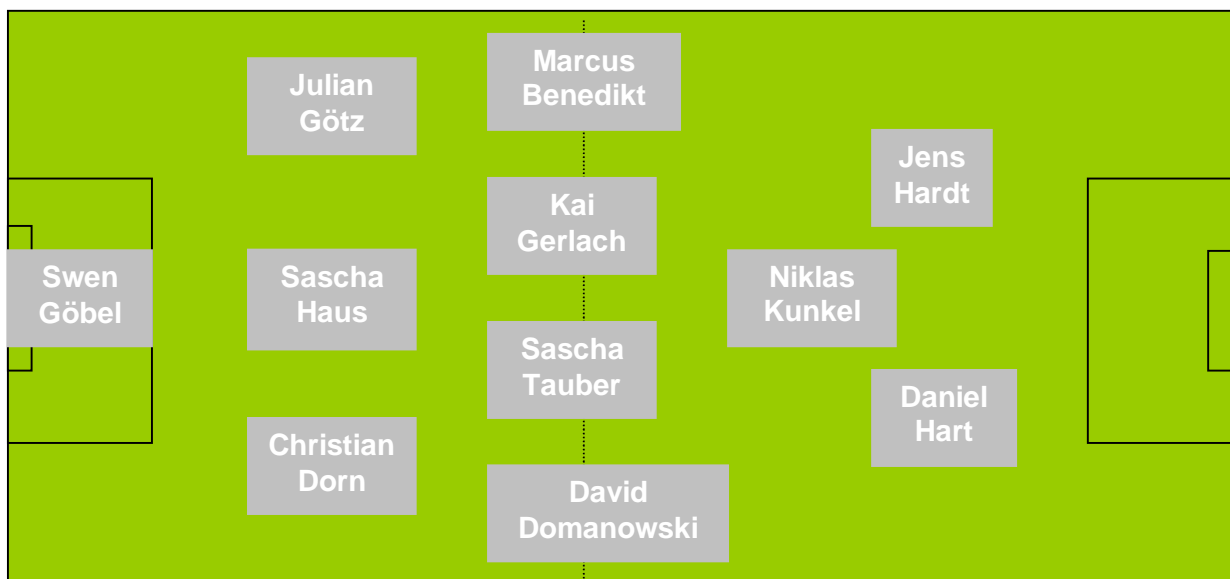 Swen
Göbel
Julian
Götz
Sascha
Haus
Christian
Dorn
Marcus
Benedikt
Kai
Gerlach
Sascha
Tauber
David
Domanowski
Niklas
Kunkel
Jens
Hardt
Daniel
Hart